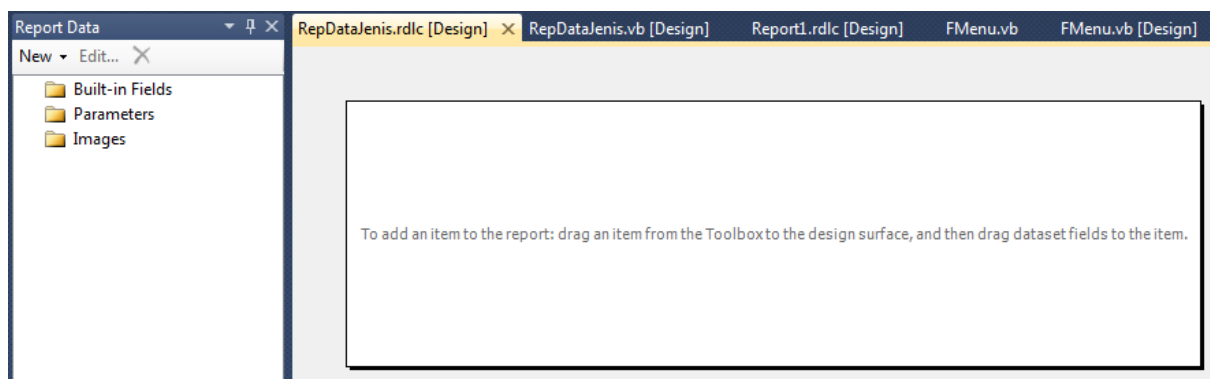 Report Data
RepDataJenis.rdlc [Design] RepDataJenis.vb [Design] Report1.rdlc [Design] FMenu.vb FMenu.vb [Design]
New Edit...
Built-in Fields
Parameters
Images
To add an item to the report: drag an item from the Toolbox to the design surface, and then drag dataset fields to the item.